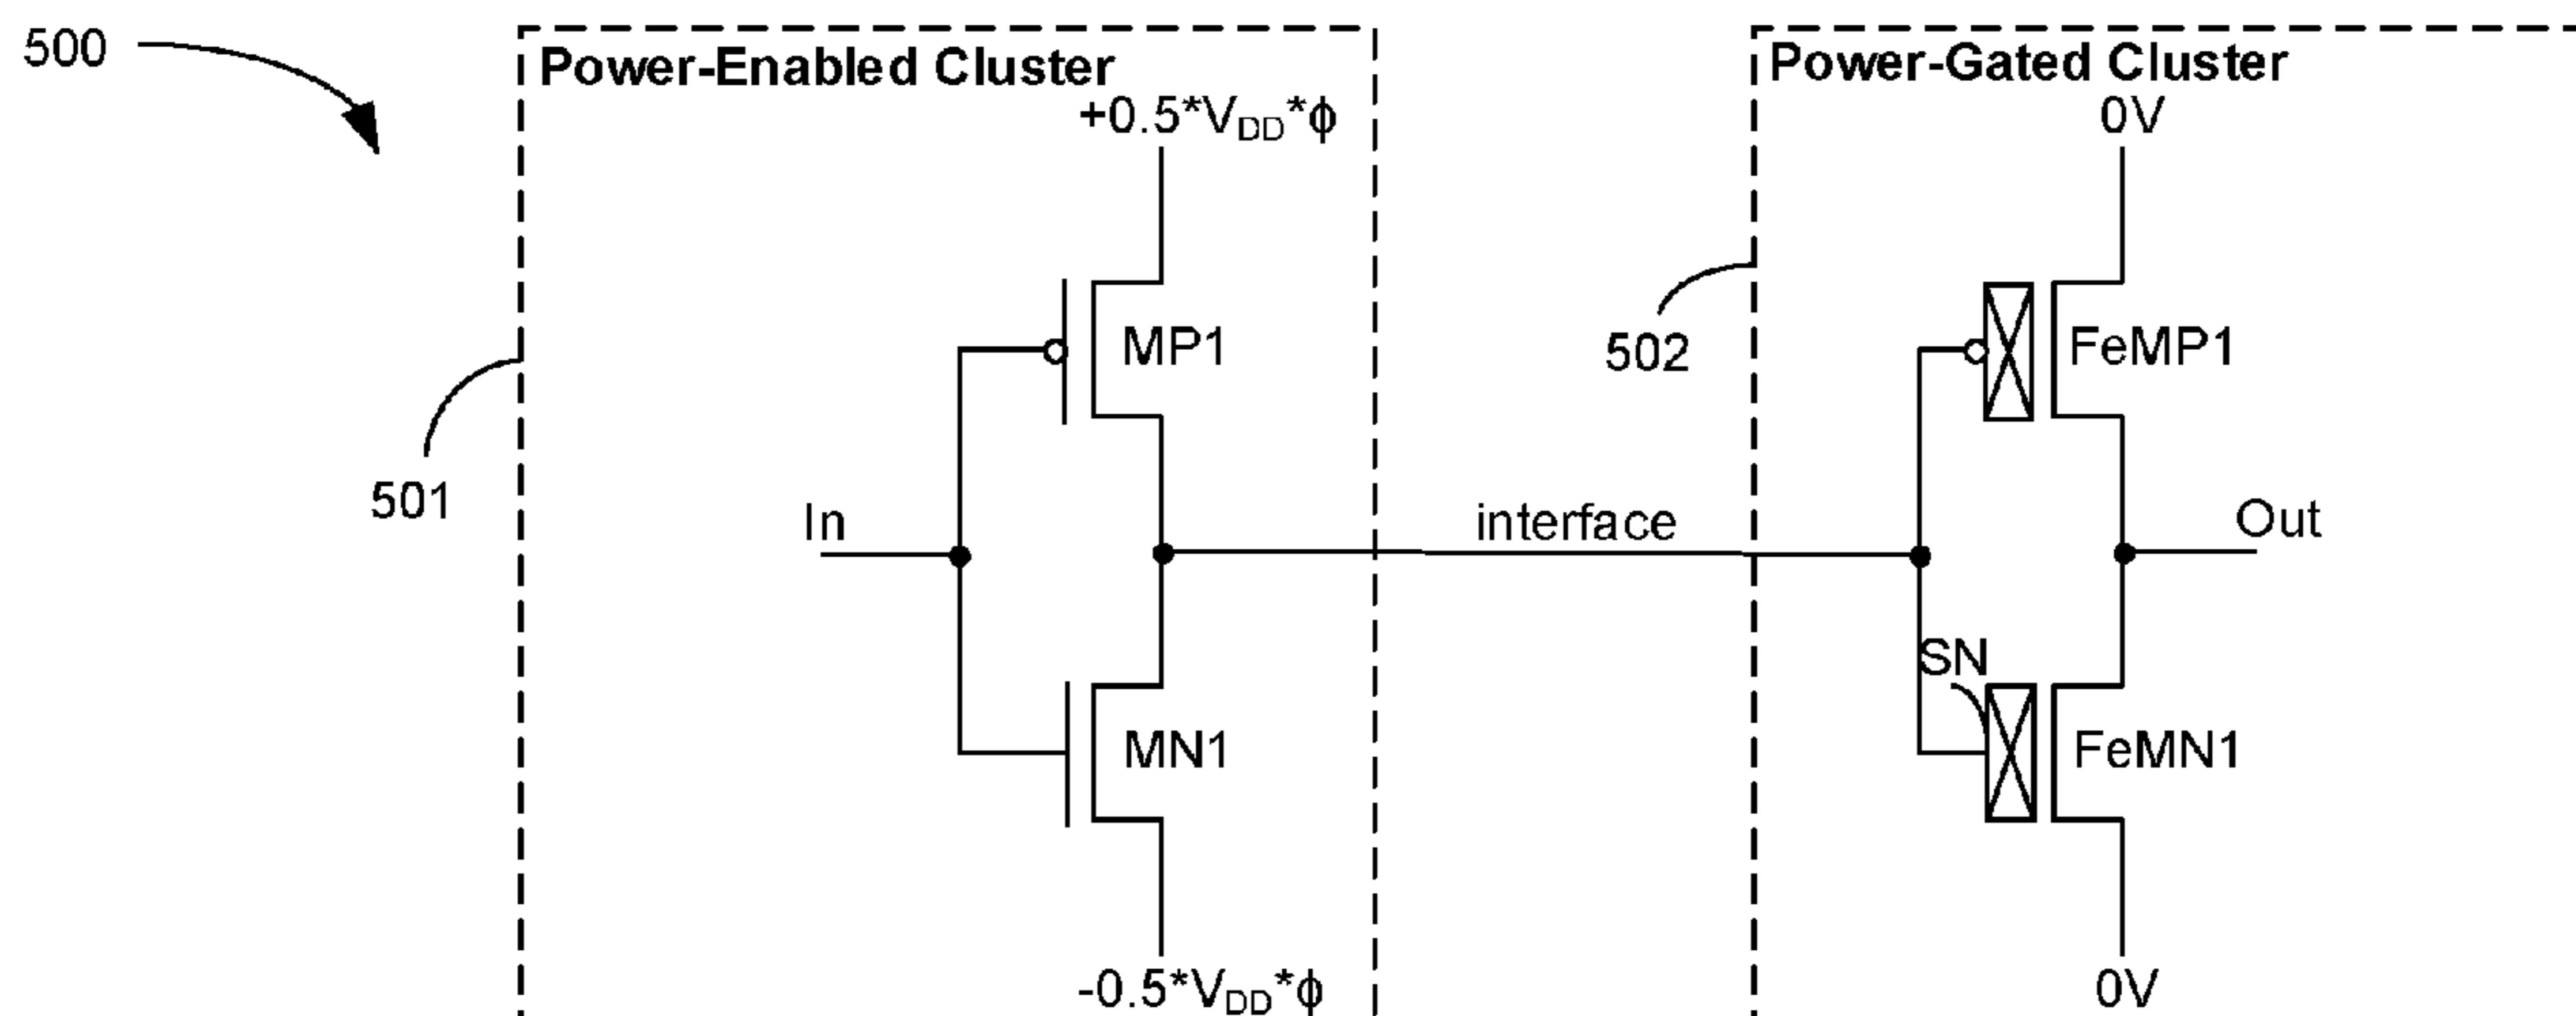 500
Power-Enabled Cluster
+0.5*VDD*ϕ
501
In
MP1
MN1
-0.5*VDD*ϕ
interface
Power-Gated Cluster
0V
502
FeMP1
Out
SN
FeMN1
0V